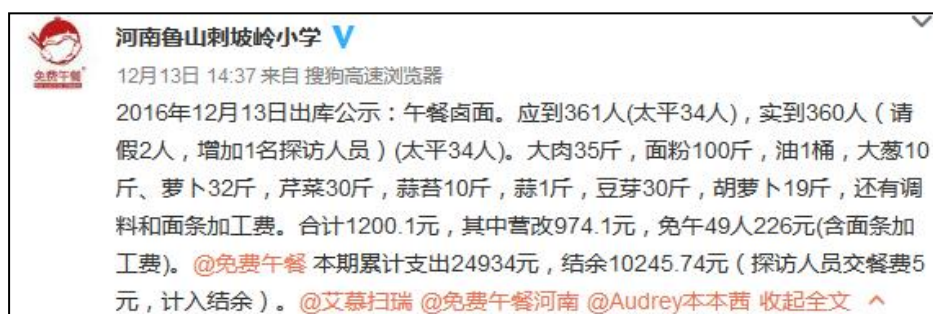 河南鲁山刺坡岭小学
免费午餐
12月13日 14:37 来自 搜狗高速浏览器
2016年12月13日出库公示：午餐卤面。应到361人(太平34人)，实到360人（请
假2人，增加1名探访人员）(太平34人)。大肉35斤，面粉100斤，油1桶，大葱10
斤、萝卜32斤，芹菜30斤，蒜苔10斤，蒜1斤，豆芽30斤，胡萝卜19斤，还有调
料和面条加工费。合计1200.1元，其中营改974.1元，免午49人226元(含面条加
工费)。@免费午餐 本期累计支出24934元，结余10245.74元（探访人员交餐费5
元，计入结余）。@艾慕扫瑞 @免费午餐河南 @Audrey本本茜 收起全文